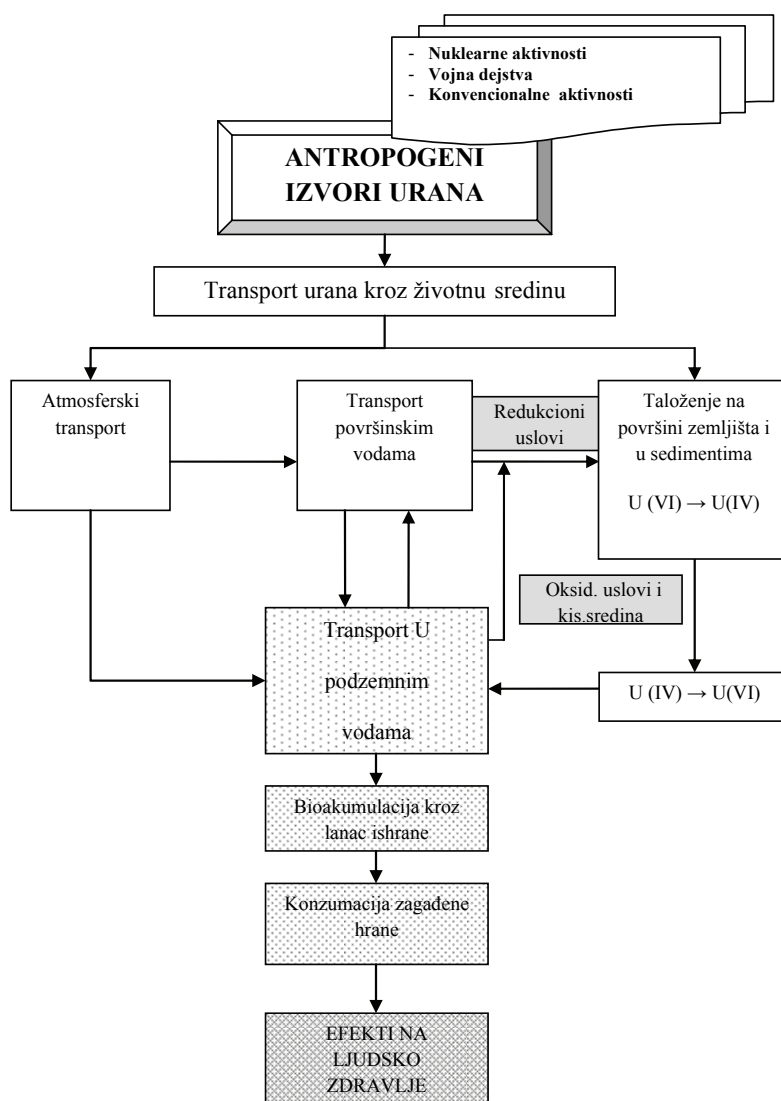 - Nuklearne aktivnosti
- Vojna dejstva
- Konvencionalne aktivnosti
ANTROPOGENI
IZVORI URANA
Transport urana kroz životnu sredinu
Atmosferski
transport
Transport
površinskim
vodama
Redukcioni
uslovi
Taloženje na
površini zemljišta i
u sedimentima
U (VI) → U(IV)
Oksid. uslovi i
kis.sredina
Transport U
podzemnim
vodama
U (IV) → U(VI)
Bioakumulacija kroz
lanac ishrane
Konzumacija zagađene
hrane
EFEKTI NA
LJUDSKO
ZDRAVLJE